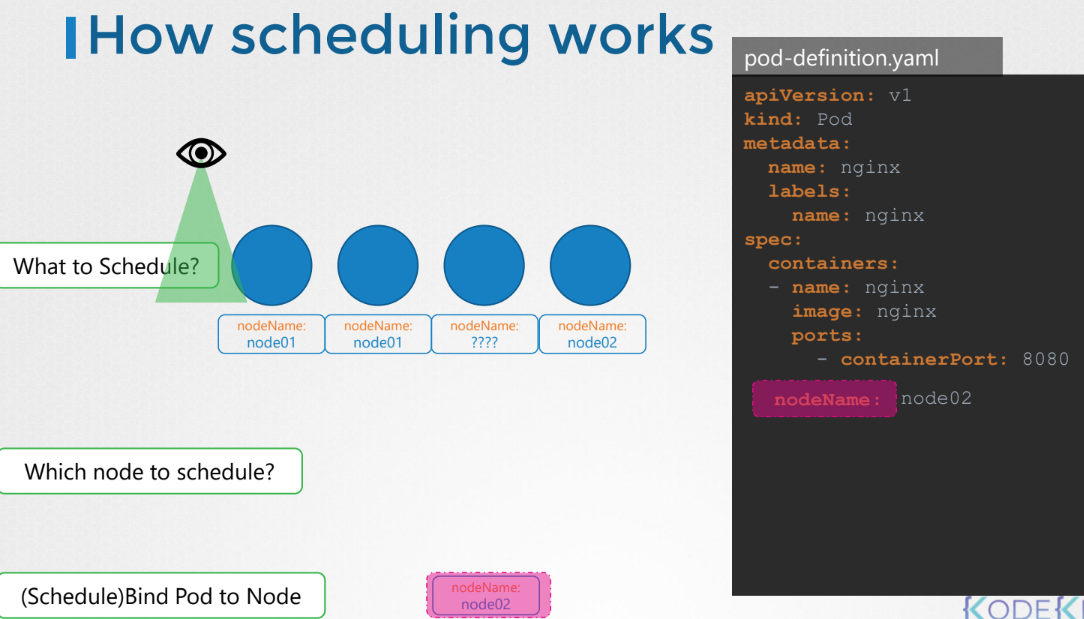 How scheduling works
pod-definition.yaml
apiVersion: v1
kind: Pod
metadata:
  name: nginx
  labels:
    name: nginx
spec:
  containers:
  - name: nginx
    image: nginx
    ports:
      - containerPort: 8080
  nodeName: node02
What to Schedule?
nodeName:
node01
nodeName:
node01
nodeName:
????
nodeName:
node02
Which node to schedule?
(Schedule)Bind Pod to Node
nodeName:
node02